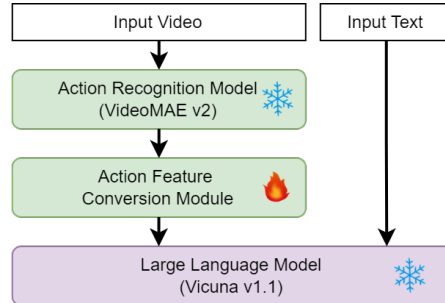 Input Video
Input Text
Action Recognition Model
(VideoMAE v2)
Action Feature
Conversion Module
Large Language Model
(Vicuna v1.1)